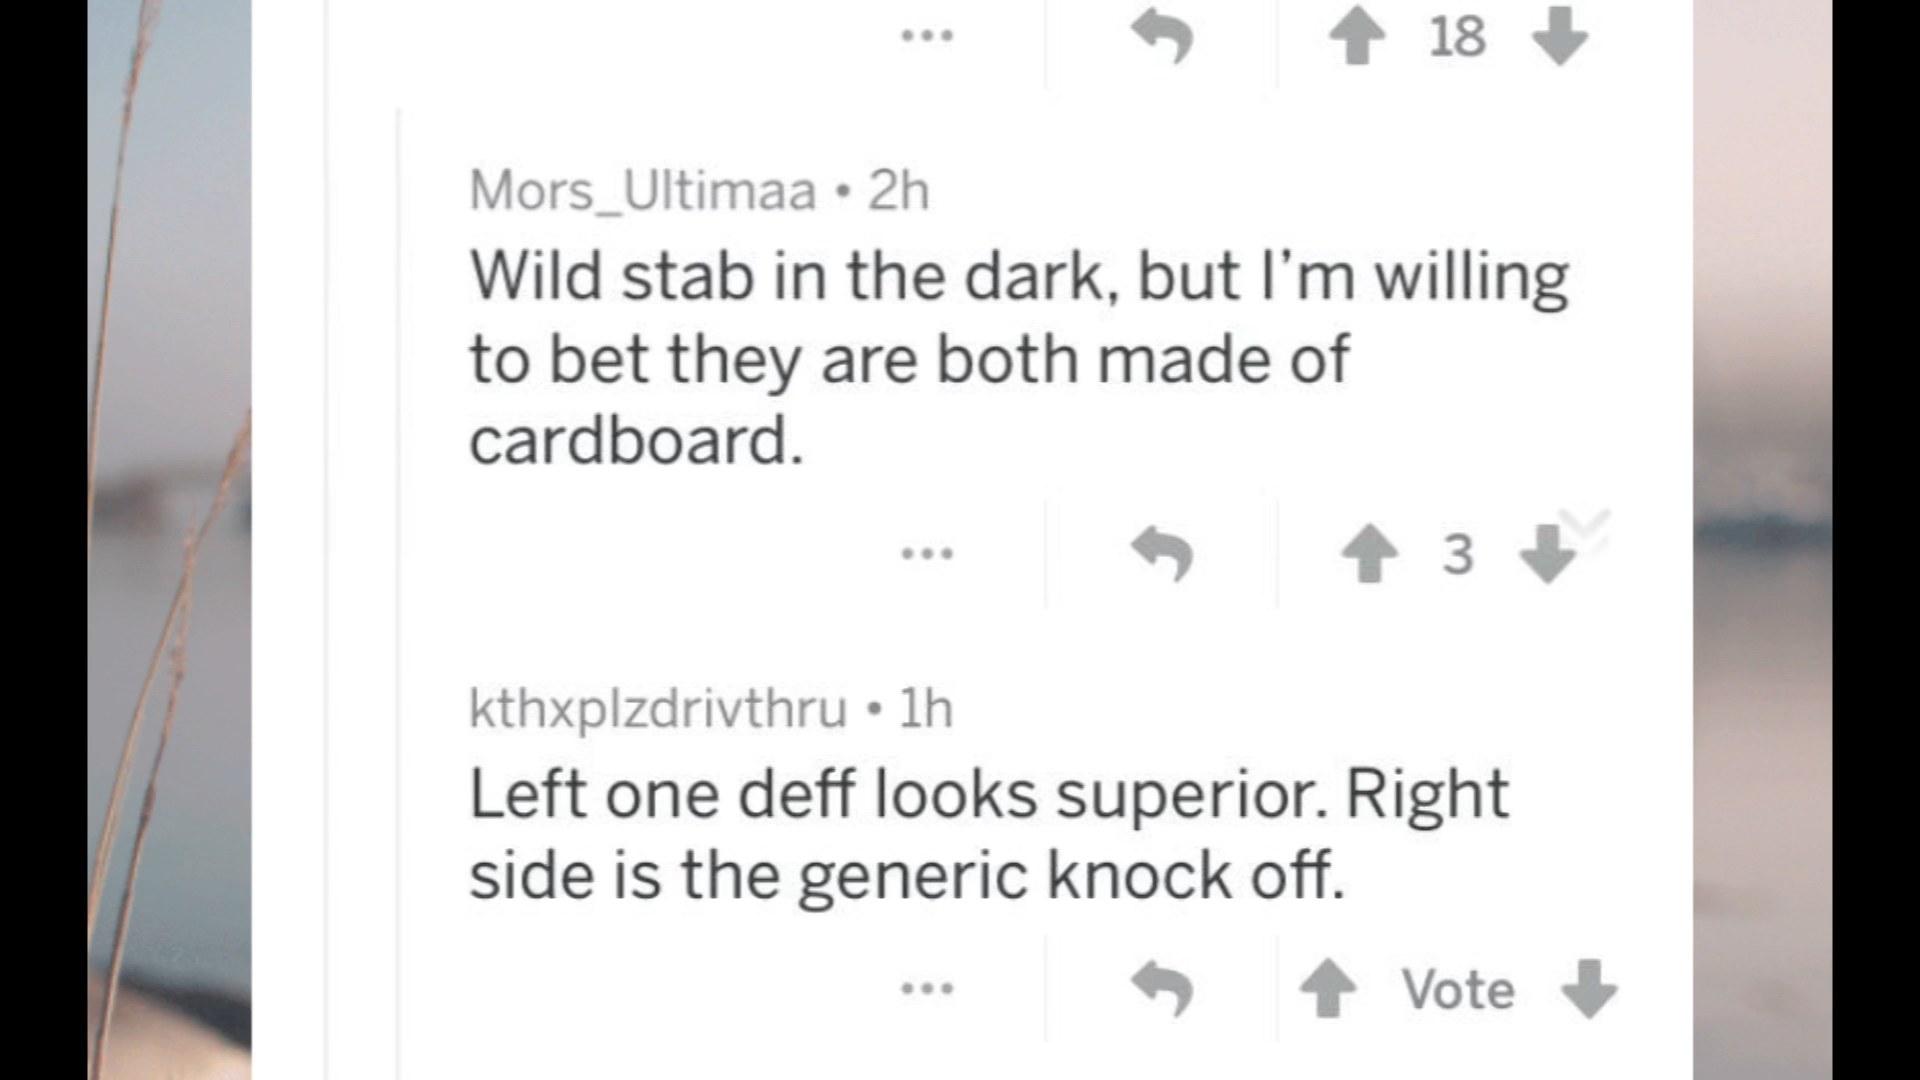 18
Mors_Ultimaa • 2h
Wild stab in the dark, but I’m willing
to bet they are both made of
cardboard.
3
kthxplzdrivthru • 1h
Left one deff looks superior. Right
side is the generic knock off.
Vote